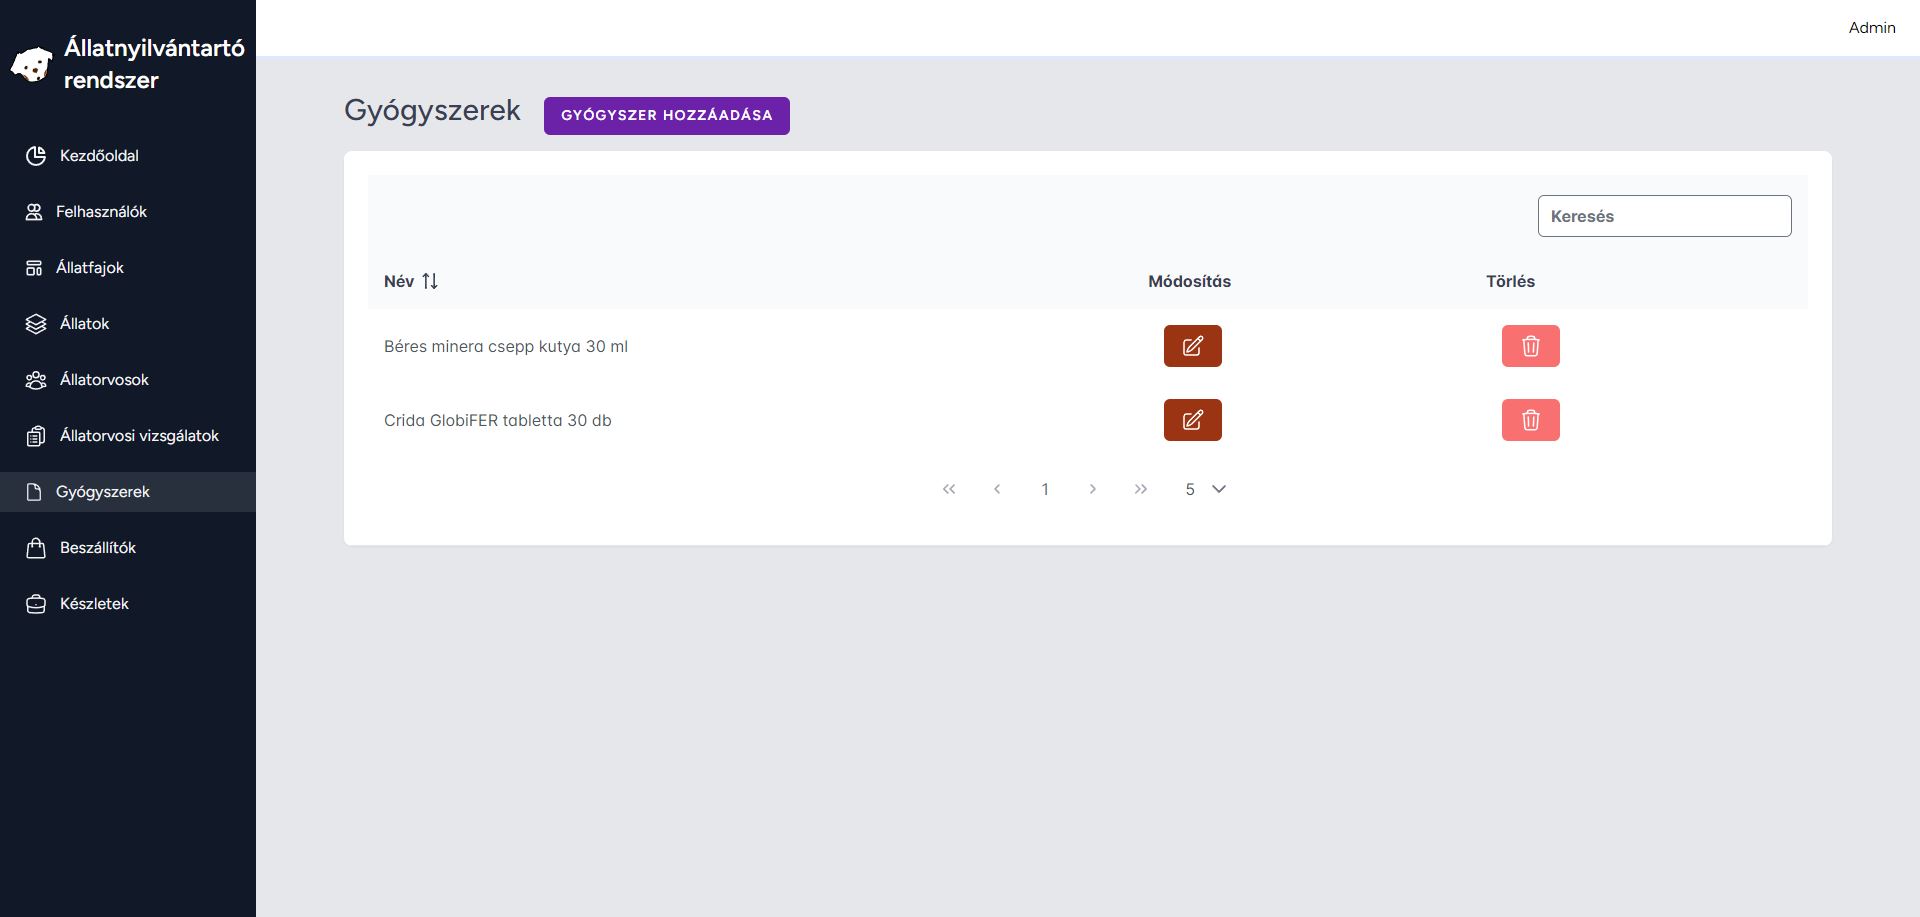 Állatnyilvántartó
rendszer
Admin
Kezdőoldal
Felhasználók
Állatfajok
Állatok
Állatorvosok
Állatorvosi vizsgálatok
Gyógyszerek
Beszállítók
Készletek
Gyógyszerek
GYÓGYSZER HOZZÁADÁSA
Keresés
Név Módosítás Törlés
Béres minera csepp kutya 30 ml
Crida GlobiFER tabletta 30 db
1 5